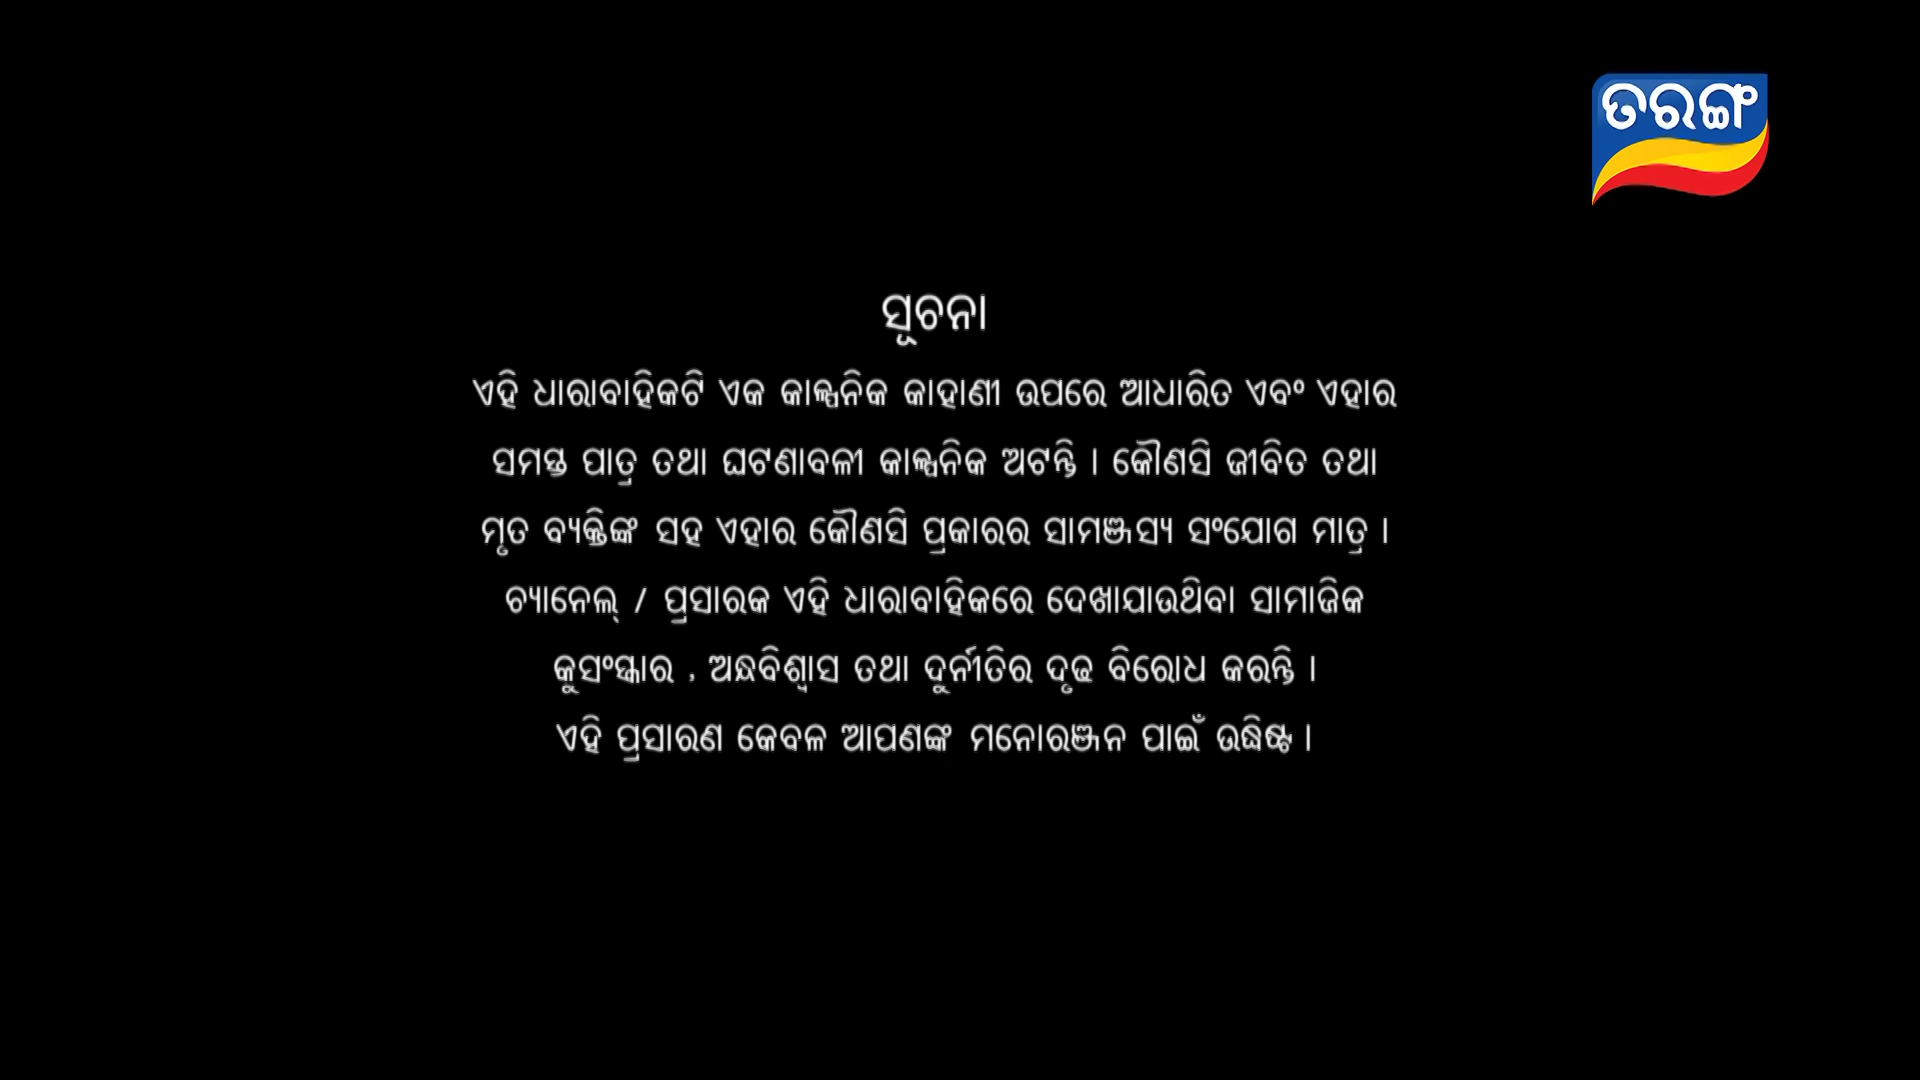 ତରଙ୍ଗ
ସୂଚନା
ଏହି ଧାରାବାହିକଟି ଏକ କାଳ୍ପନିକ କାହାଣୀ ଉପରେ ଆଧାରିତ ଏବଂ ଏହାର
ସମସ୍ତ ପାତ୍ର ତଥା ଘଟଣାବଳୀ କାଳ୍ପନିକ ଅଟନ୍ତି । କୌଣସି ଜୀବିତ ତଥା
ମୃତ ବ୍ୟକ୍ତିଙ୍କ ସହ ଏହାର କୌଣସି ପ୍ରକାରର ସାମଞ୍ଜସ୍ୟ ସଂଯୋଗ ମାତ୍ର ।
ଚ୍ୟାନେଲ୍ / ପ୍ରସାରକ ଏହି ଧାରାବାହିକରେ ଦେଖାଯାଉଥିବା ସାମାଜିକ
କୁସଂସ୍କାର , ଅନ୍ଧବିଶ୍ୱାସ ତଥା ଦୁର୍ନୀତିର ଦୃଢ ବିରୋଧ କରନ୍ତି ।
ଏହି ପ୍ରସାରଣ କେବଳ ଆପଣଙ୍କ ମନୋରଞ୍ଜନ ପାଇଁ ଉଦ୍ଧିଷ୍ଟ ।